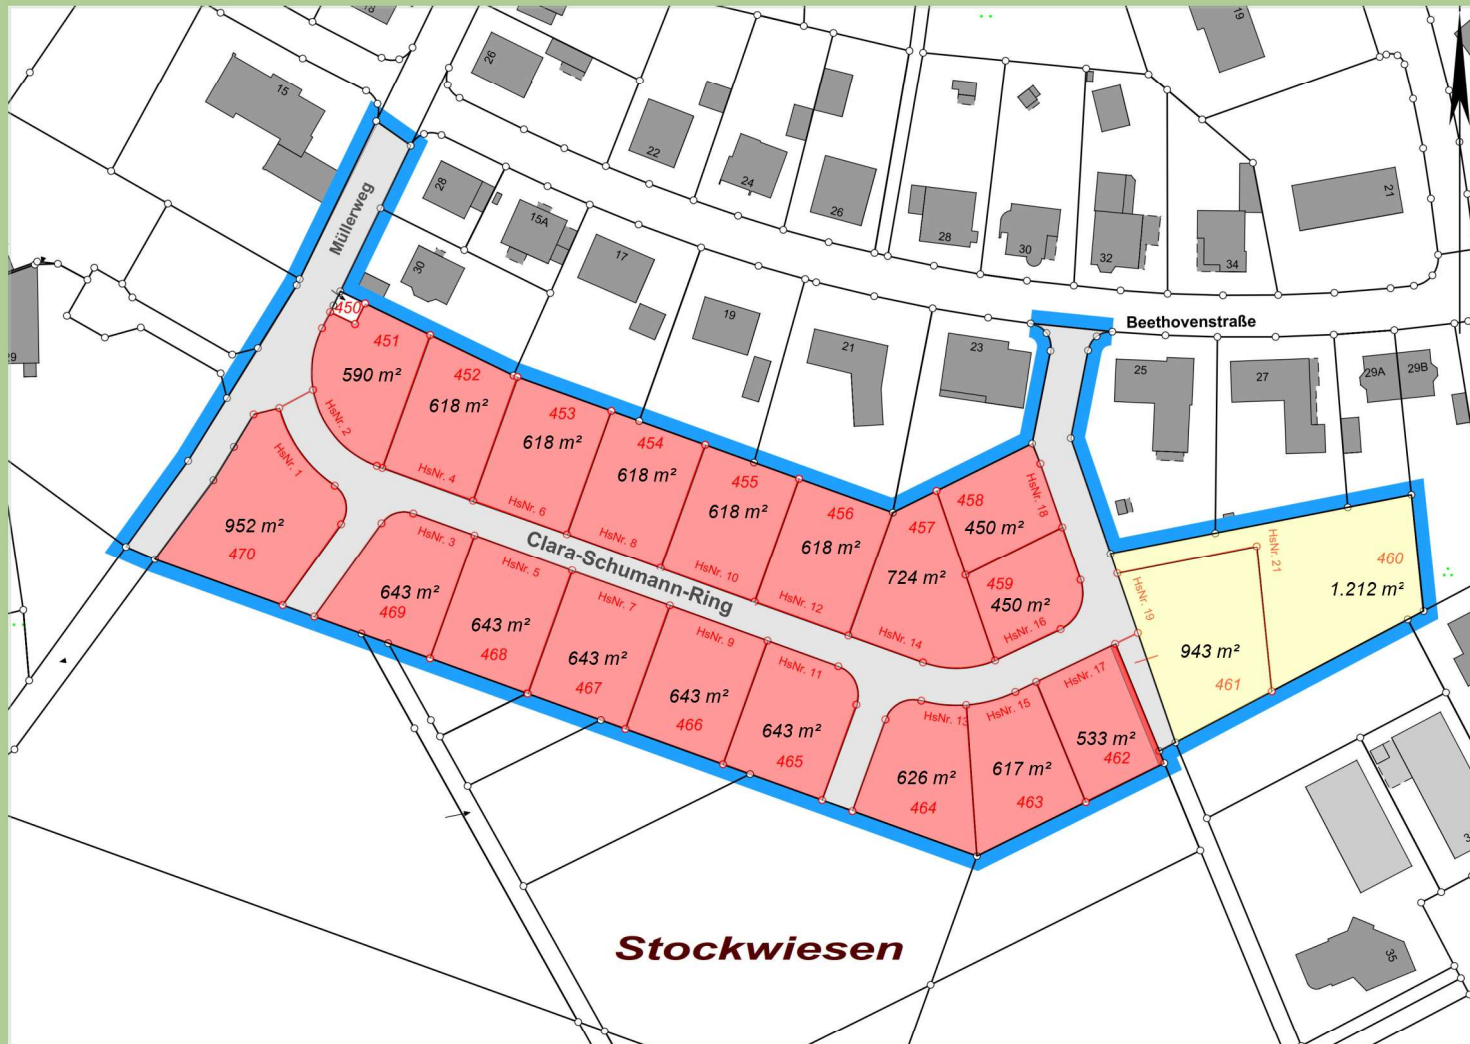 18
19
26
15
22
24
26
21
28
15A
17
30
28
30
32
34
Müllerweg
19
21
23
Beethovenstraße
25
27
29A
29B
29
450
451
590 m²
HsNr. 2
452
618 m²
HsNr. 4
453
618 m²
HsNr. 6
454
618 m²
HsNr. 8
455
618 m²
HsNr. 10
456
618 m²
HsNr. 12
457
724 m²
HsNr. 14
458
450 m²
HsNr. 18
459
450 m²
HsNr. 16
HsNr. 21
460
1.212 m²
HsNr. 19
943 m²
461
HsNr. 1
952 m²
470
Clara-Schumann-Ring
HsNr. 3
643 m²
469
HsNr. 5
643 m²
468
HsNr. 7
643 m²
467
HsNr. 9
643 m²
466
HsNr. 11
643 m²
465
HsNr. 13
626 m²
464
HsNr. 15
617 m²
463
HsNr. 17
533 m²
462
Stockwiesen
35